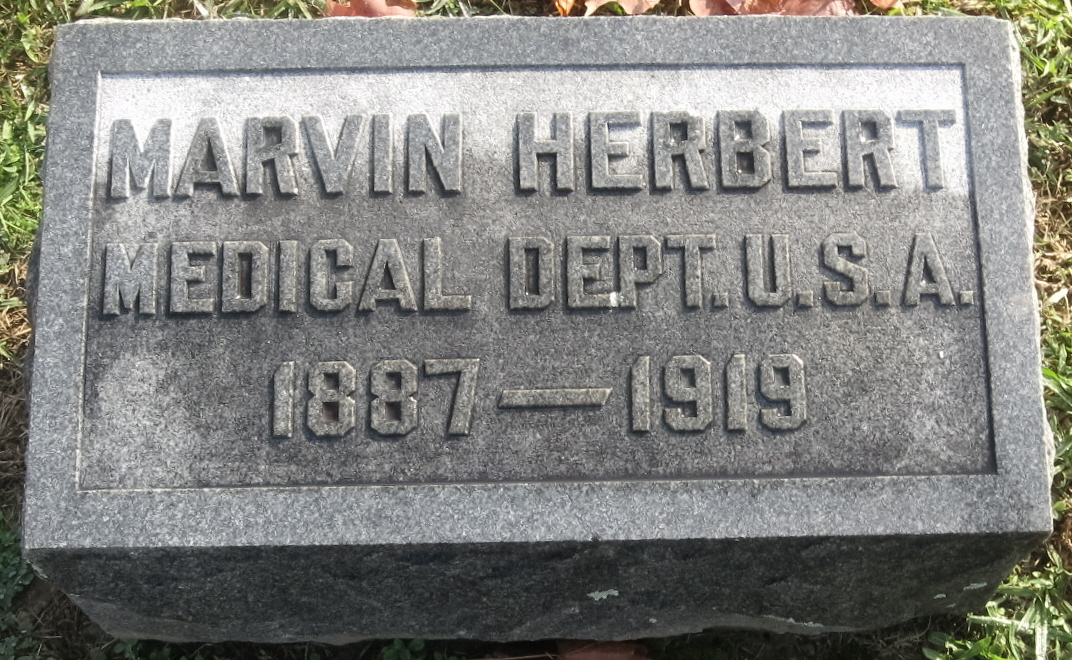 MARVIN HERBERT
MEDICAL DEPT. U.S.A.
1887 — 1919